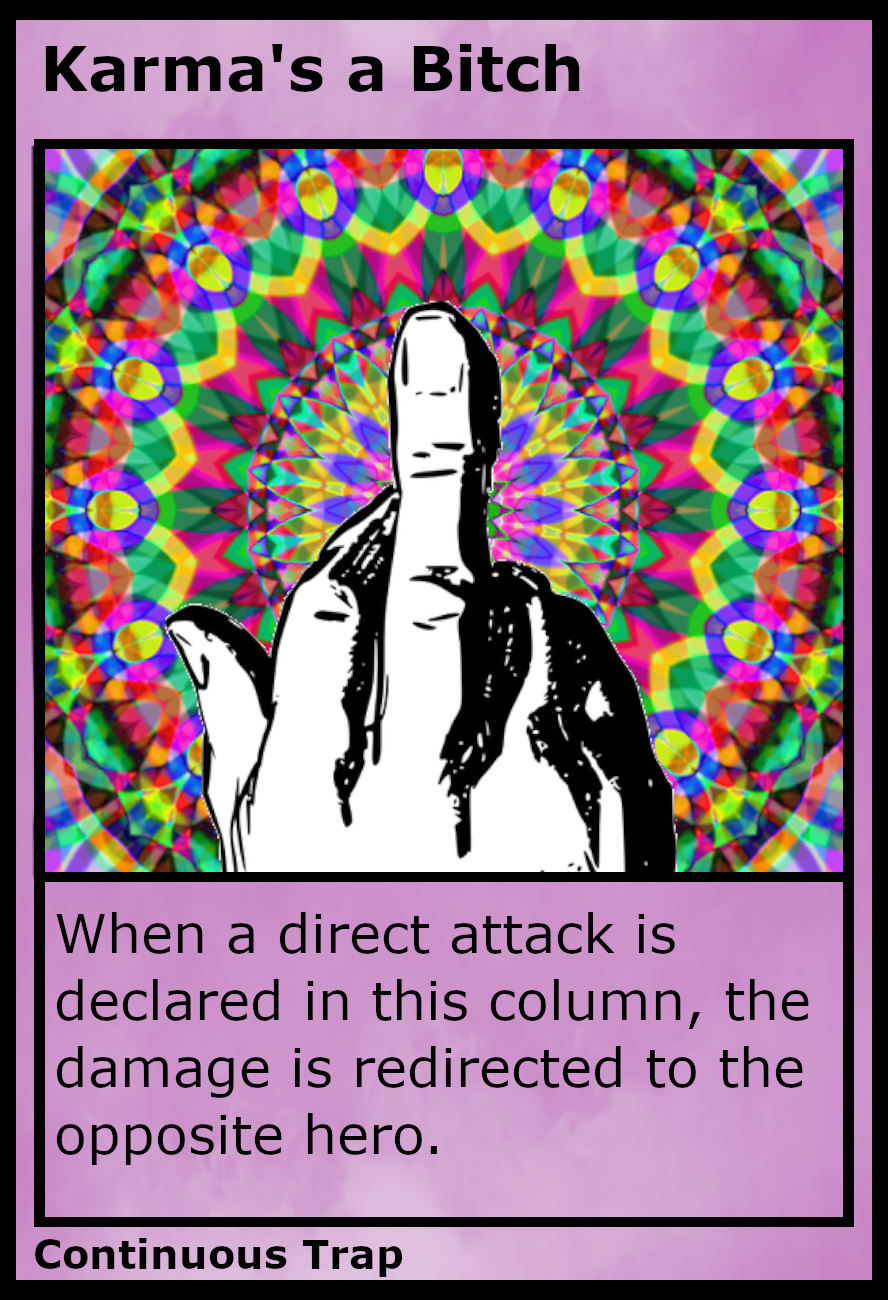 Karma's a Bitch
When a direct attack is
declared in this column, the
damage is redirected to the
opposite hero.
Continuous Trap